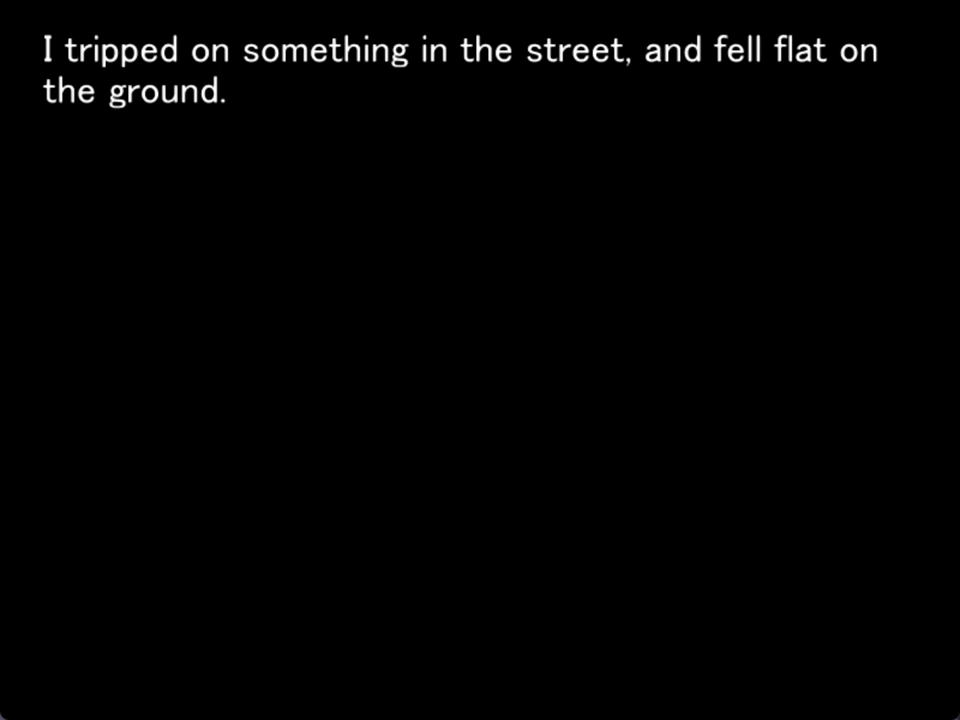 I tripped on something in the street, and fell flat on
the ground.